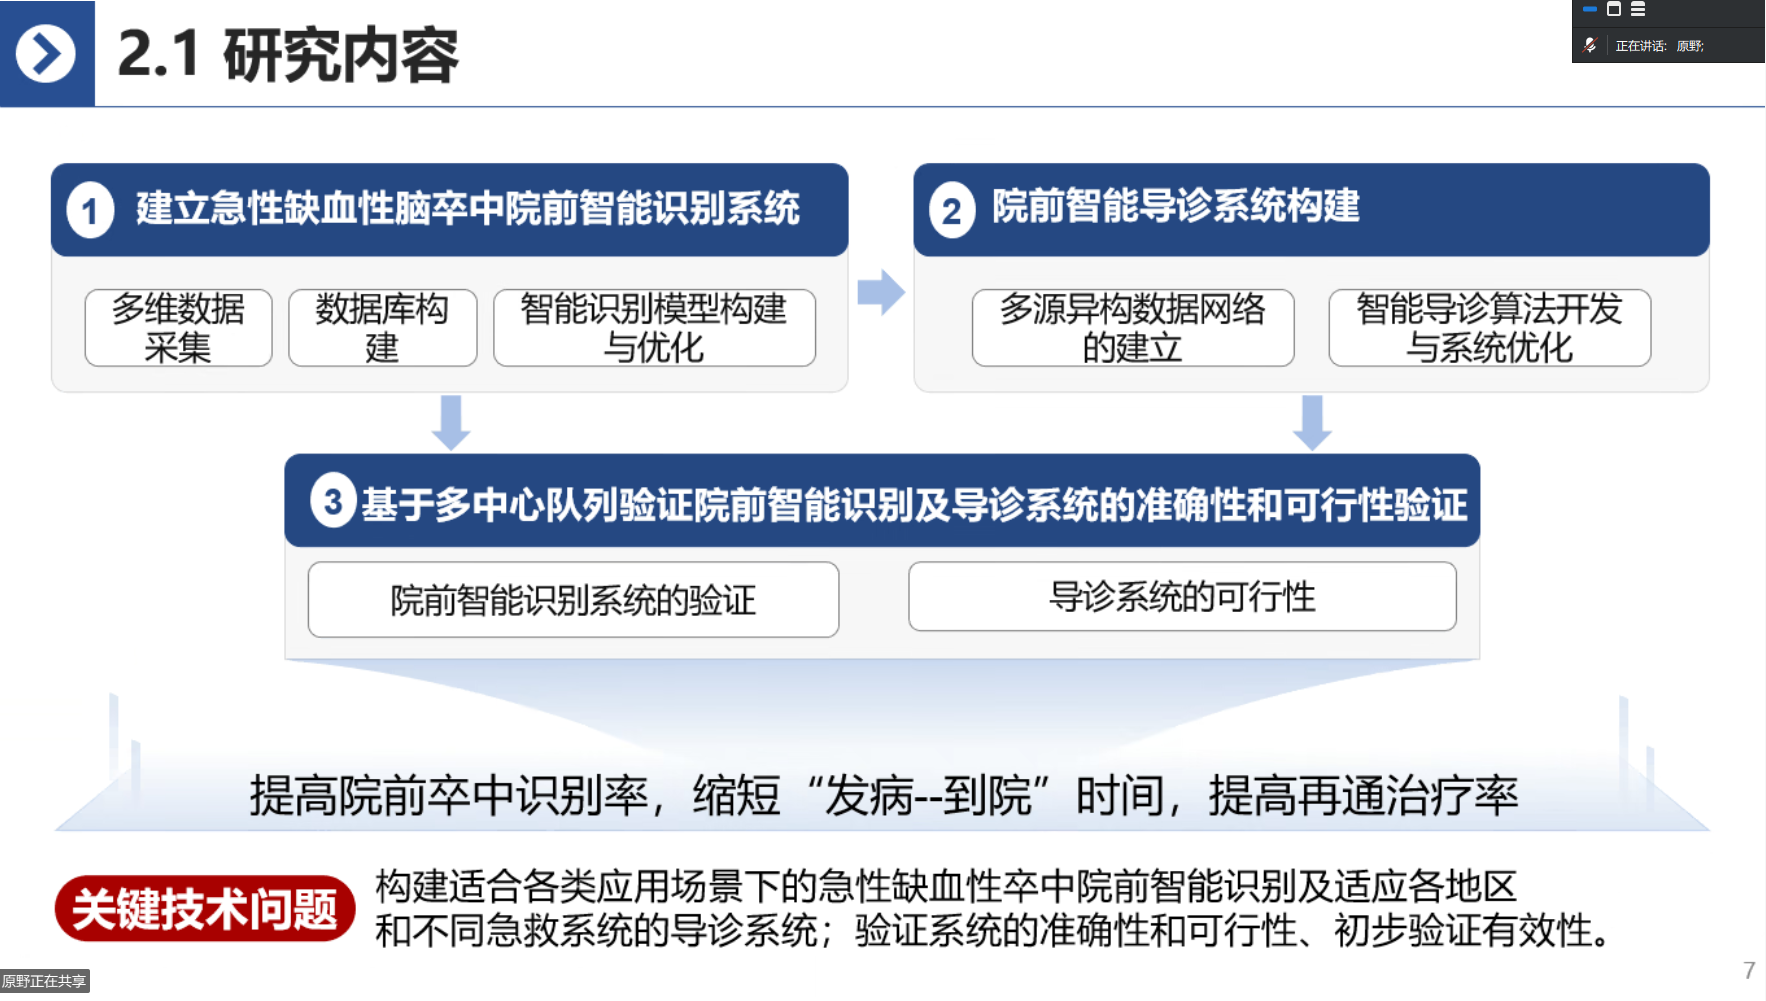 2.1 研究内容
正在讲话: 原野;
1 建立急性缺血性脑卒中院前智能识别系统
多维数据
采集
数据库构
建
智能识别模型构建
与优化
2 院前智能导诊系统构建
多源异构数据网络
的建立
智能导诊算法开发
与系统优化
3 基于多中心队列验证院前智能识别及导诊系统的准确性和可行性验证
院前智能识别系统的验证
导诊系统的可行性
提高院前卒中识别率，缩短“发病--到院”时间，提高再通治疗率
关键技术问题
构建适合各类应用场景下的急性缺血性卒中院前智能识别及适应各地区
和不同急救系统的导诊系统；验证系统的准确性和可行性、初步验证有效性。
原野正在共享
7